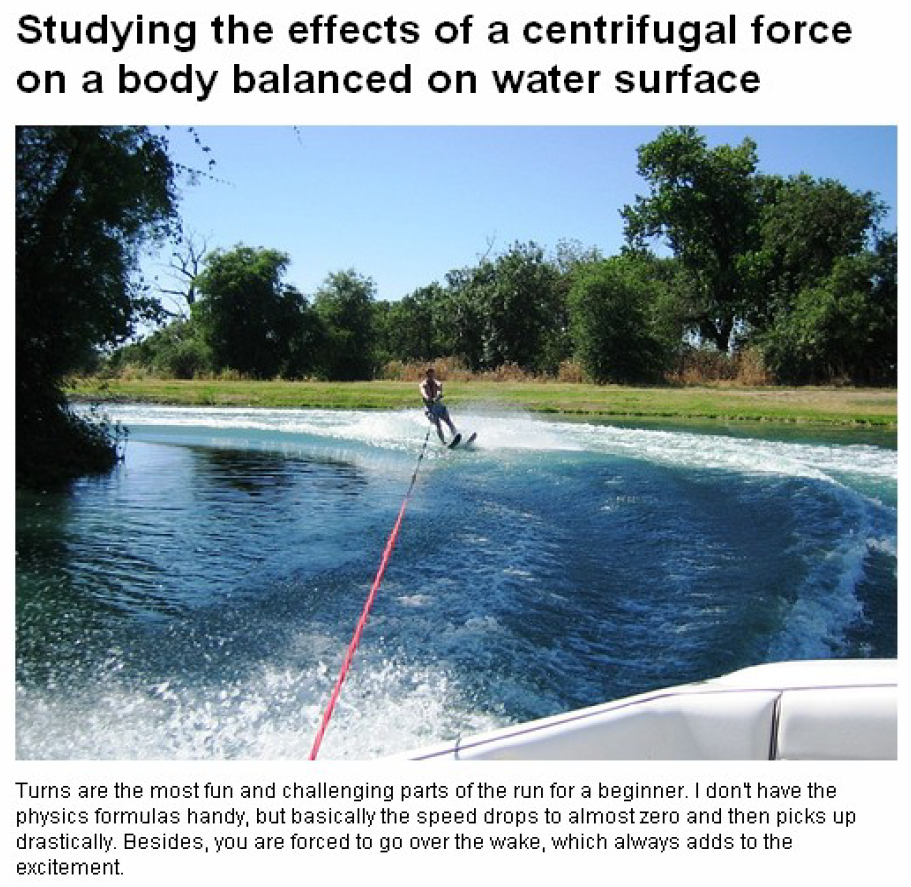 Studying the effects of a centrifugal force
on a body balanced on water surface
Turns are the most fun and challenging parts of the run for a beginner. I don't have the
physics formulas handy, but basically the speed drops to almost zero and then picks up
drastically. Besides, you are forced to go over the wake, which always adds to the
excitement.